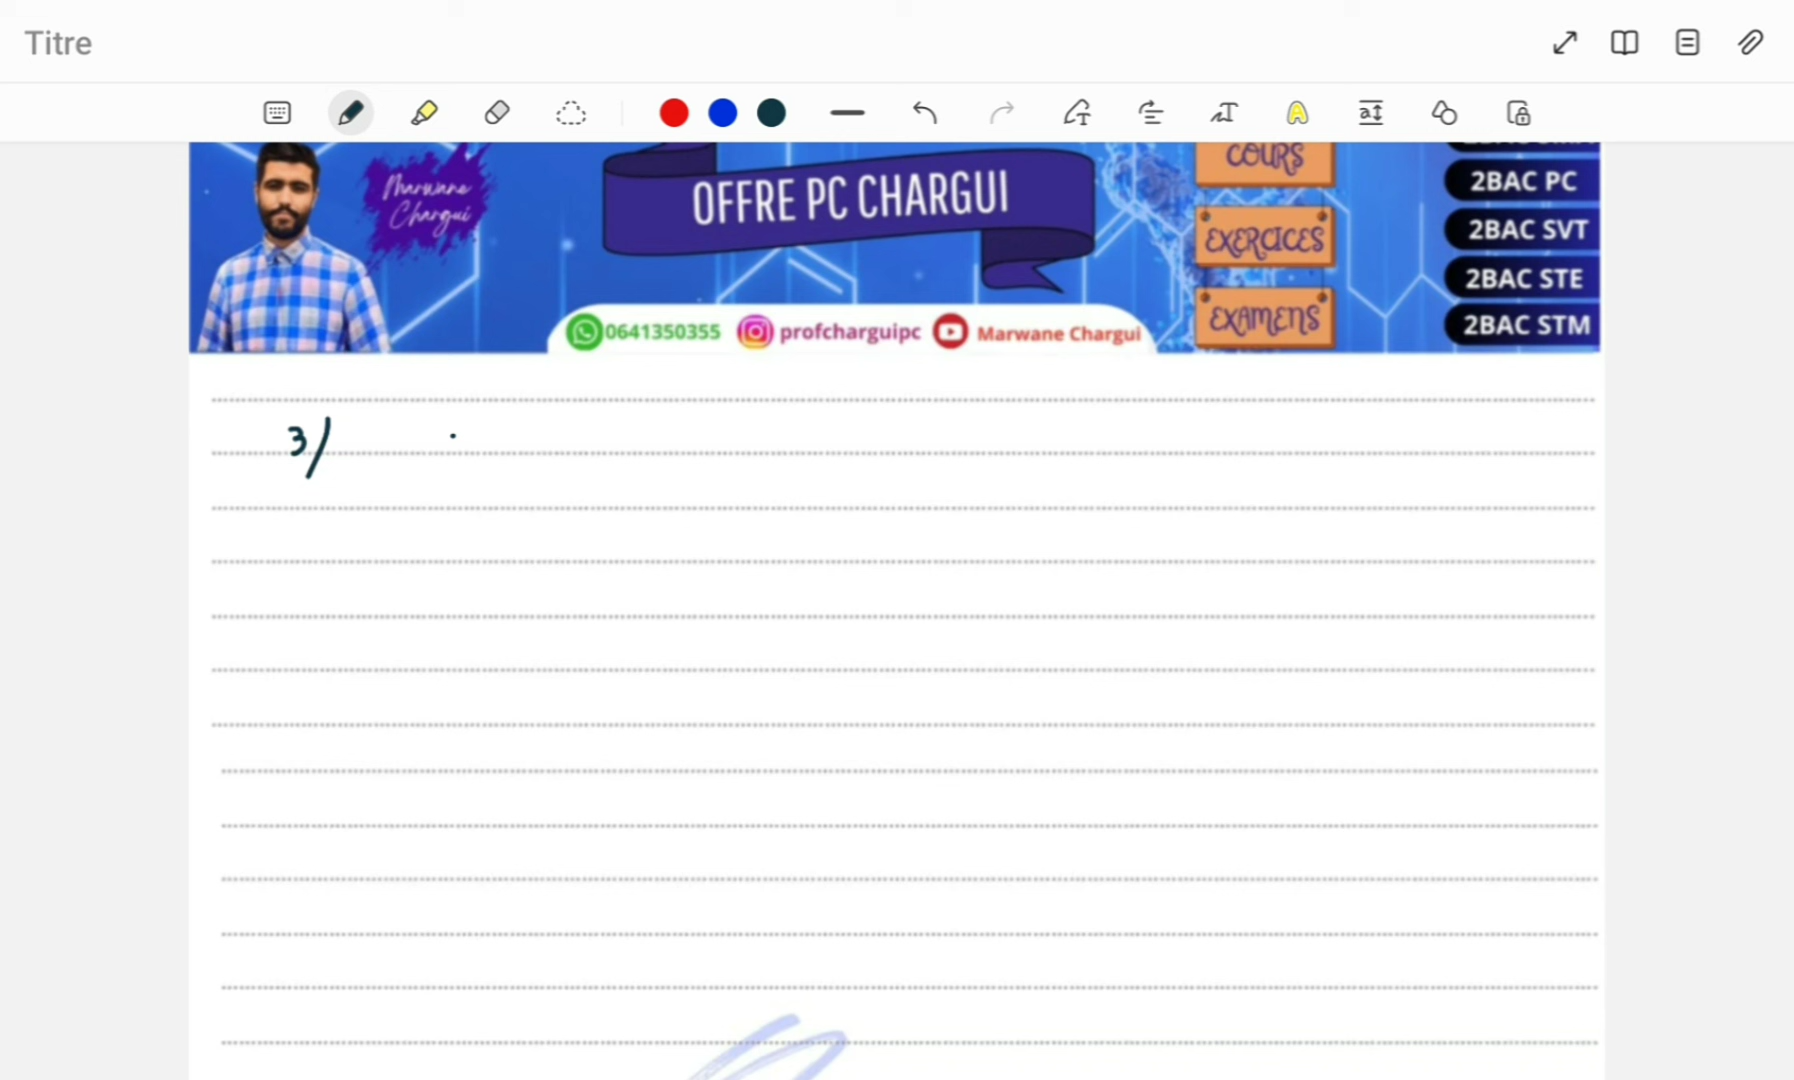 Titre
Marwane
Chargui
OFFRE PC CHARGUI
0641350355 profcharguipc Marwane Chargui
COURS
EXERCICES
EXAMENS
2BAC PC
2BAC SVT
2BAC STE
2BAC STM
3/